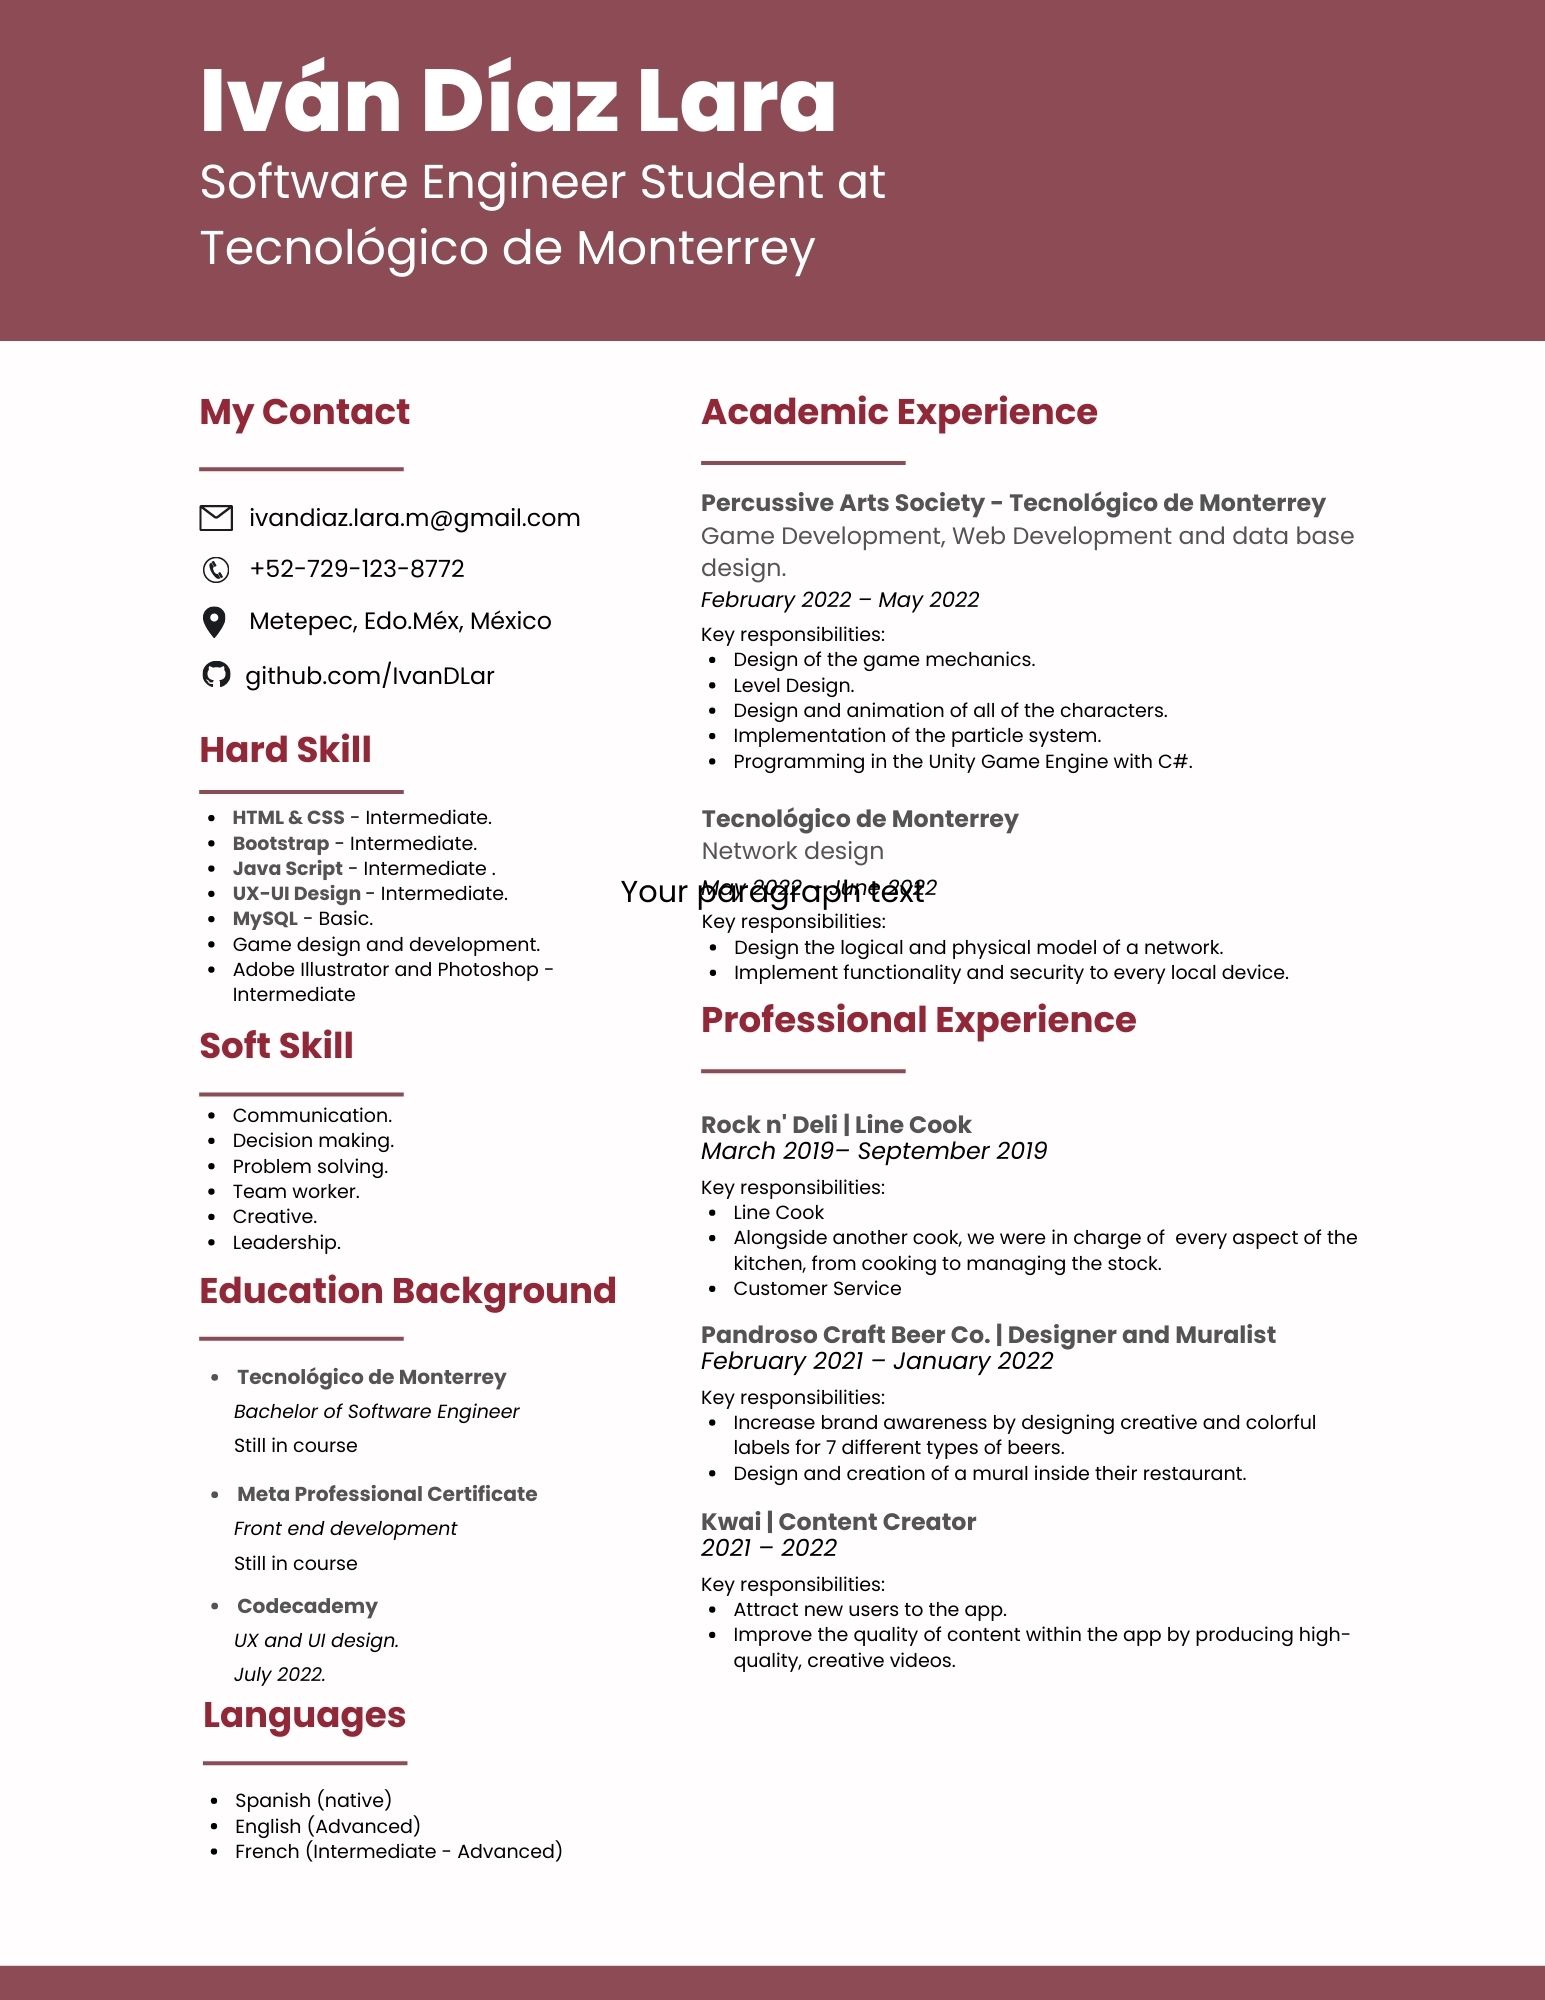 Iván Díaz Lara
Software Engineer Student at
Tecnológico de Monterrey
My Contact
ivandiaz.lara.m@gmail.com
+52-729-123-8772
Metepec, Edo.Méx, México
github.com/IvanDLar
Hard Skill
• HTML & CSS - Intermediate.
• Bootstrap - Intermediate.
• Java Script - Intermediate .
• UX-UI Design - Intermediate.
• MySQL - Basic.
• Game design and development.
• Adobe Illustrator and Photoshop -
Intermediate
Soft Skill
• Communication.
• Decision making.
• Problem solving.
• Team worker.
• Creative.
• Leadership.
Education Background
• Tecnológico de Monterrey
Bachelor of Software Engineer
Still in course
• Meta Professional Certificate
Front end development
Still in course
• Codecademy
UX and UI design.
July 2022.
Languages
• Spanish (native)
• English (Advanced)
• French (Intermediate - Advanced)
Academic Experience
Percussive Arts Society - Tecnológico de Monterrey
Game Development, Web Development and data base
design.
February 2022 – May 2022
Key responsibilities:
• Design of the game mechanics.
• Level Design.
• Design and animation of all of the characters.
• Implementation of the particle system.
• Programming in the Unity Game Engine with C#.
Tecnológico de Monterrey
Network design
May 2022 – June 2022
Your paragraph text
Key responsibilities:
• Design the logical and physical model of a network.
• Implement functionality and security to every local device.
Professional Experience
Rock n' Deli | Line Cook
March 2019– September 2019
Key responsibilities:
• Line Cook
• Alongside another cook, we were in charge of  every aspect of the
kitchen, from cooking to managing the stock.
• Customer Service
Pandroso Craft Beer Co. | Designer and Muralist
February 2021 – January 2022
Key responsibilities:
• Increase brand awareness by designing creative and colorful
labels for 7 different types of beers.
• Design and creation of a mural inside their restaurant.
Kwai | Content Creator
2021 – 2022
Key responsibilities:
• Attract new users to the app.
• Improve the quality of content within the app by producing high-
quality, creative videos.